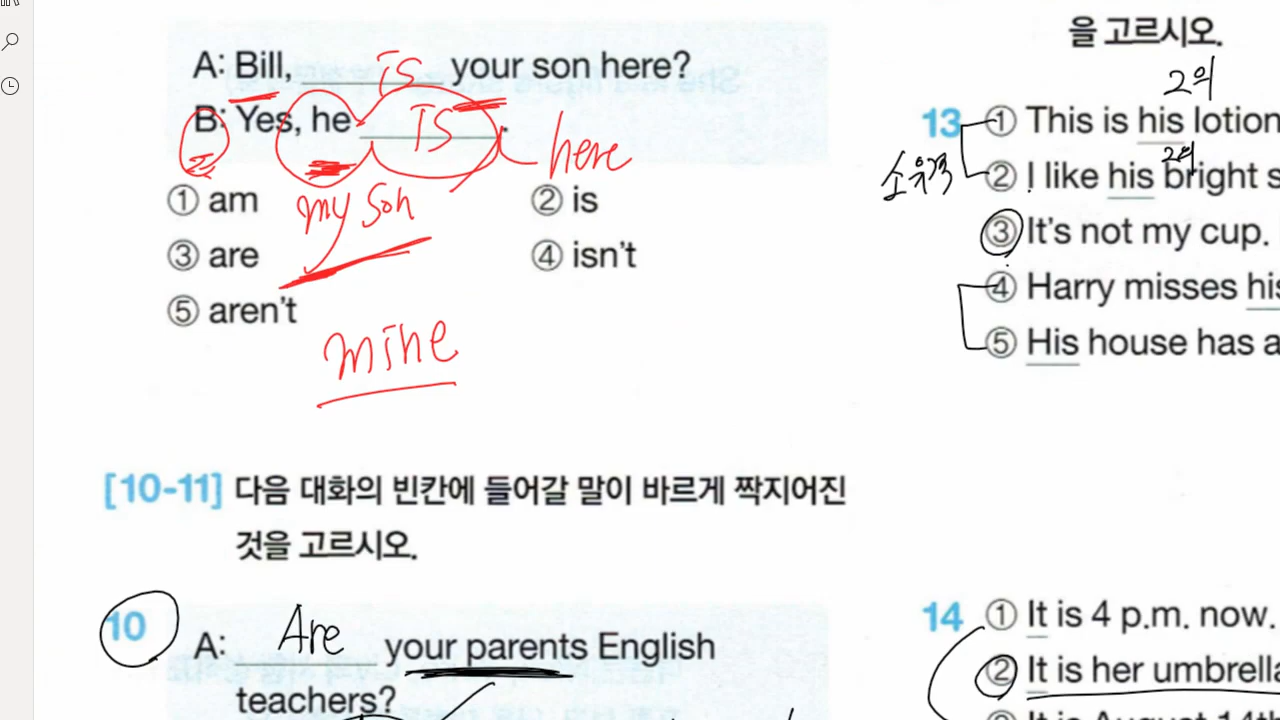 A: Bill, is your son here?
B: Yes, he is.
here
① am
my son
② is
③ are
④ isn't
⑤ aren't
mine
[10-11] 다음 대화의 빈칸에 들어갈 말이 바르게 짝지어진
것을 고르시오.
10
A: Are your parents English
teachers?
을 고르시오.
그의
13 ① This is his lotion
그의
소유격
② I like his bright s
③ It's not my cup.
④ Harry misses his
⑤ His house has a
14 ① It is 4 p.m. now.
② It is her umbrella